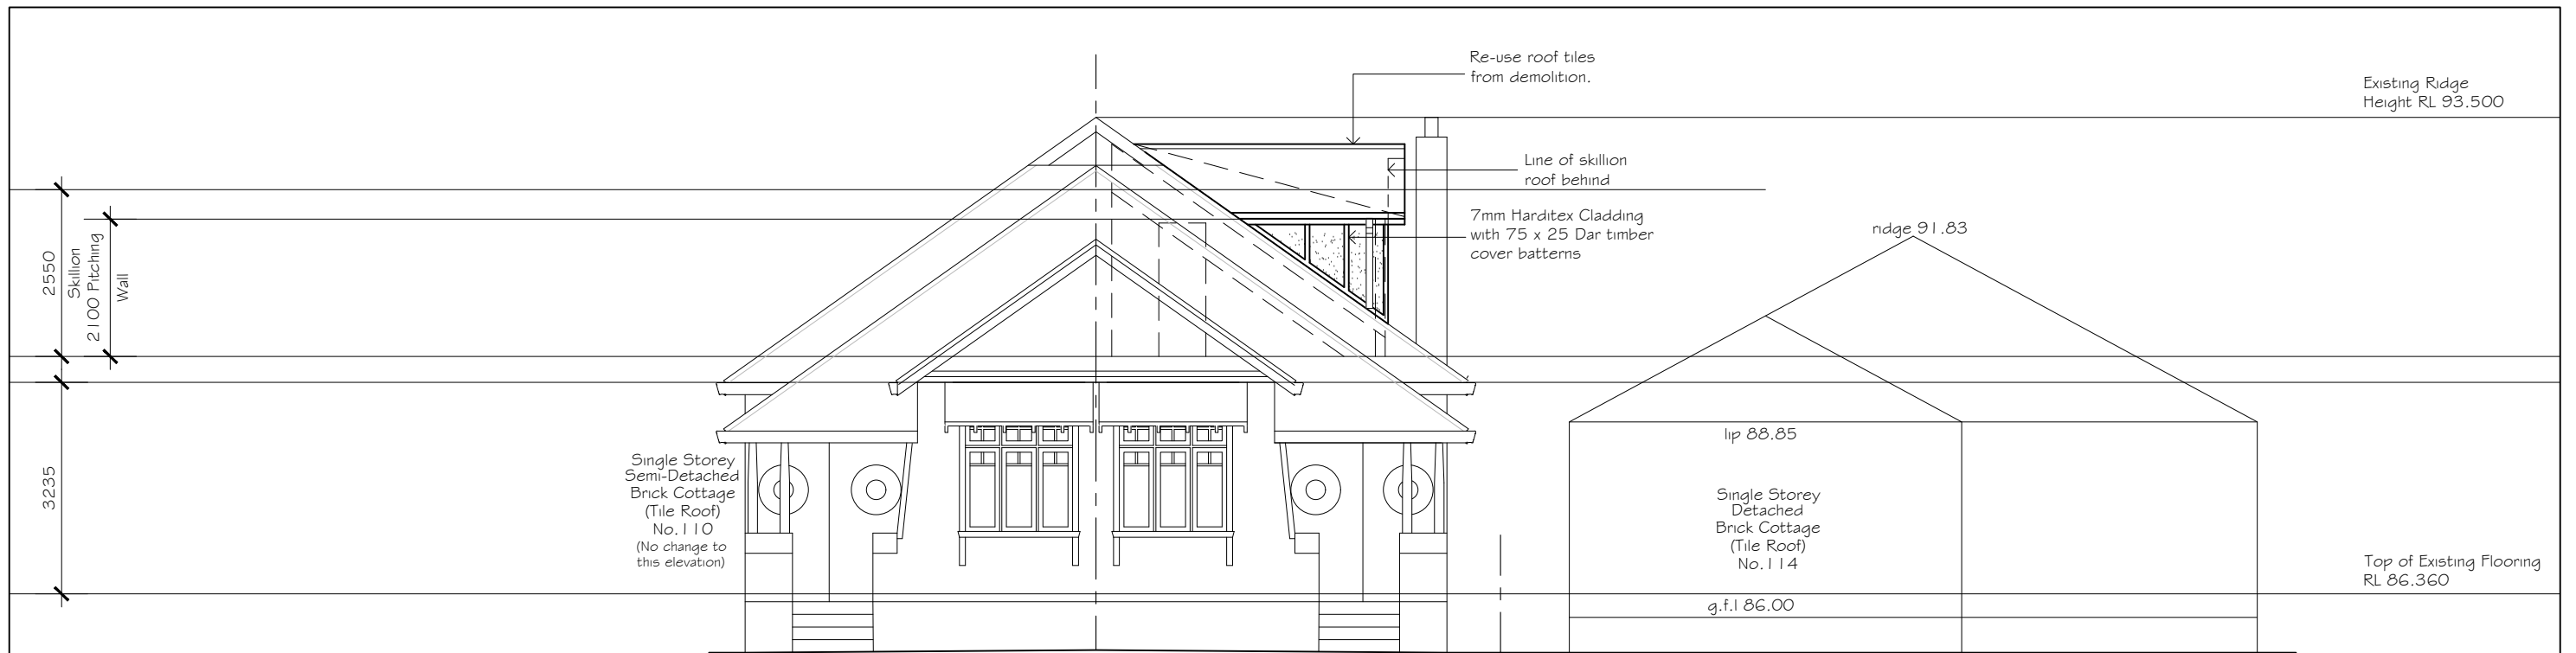 Re-use roof tiles
from demolition.
Existing Ridge
Height RL 93.500
Line of skillion
roof behind
7mm Harditex Cladding
with 75 x 25 Dar timber
cover batterns
ridge 91.83
2550
Skillion
2100 Pitching
Wall
3235
lip 88.85
Single Storey
Semi-Detached
Brick Cottage
(Tile Roof)
No.110
(No change to
this elevation)
Single Storey
Detached
Brick Cottage
(Tile Roof)
No.114
Top of Existing Flooring
RL 86.360
g.f.l 86.00